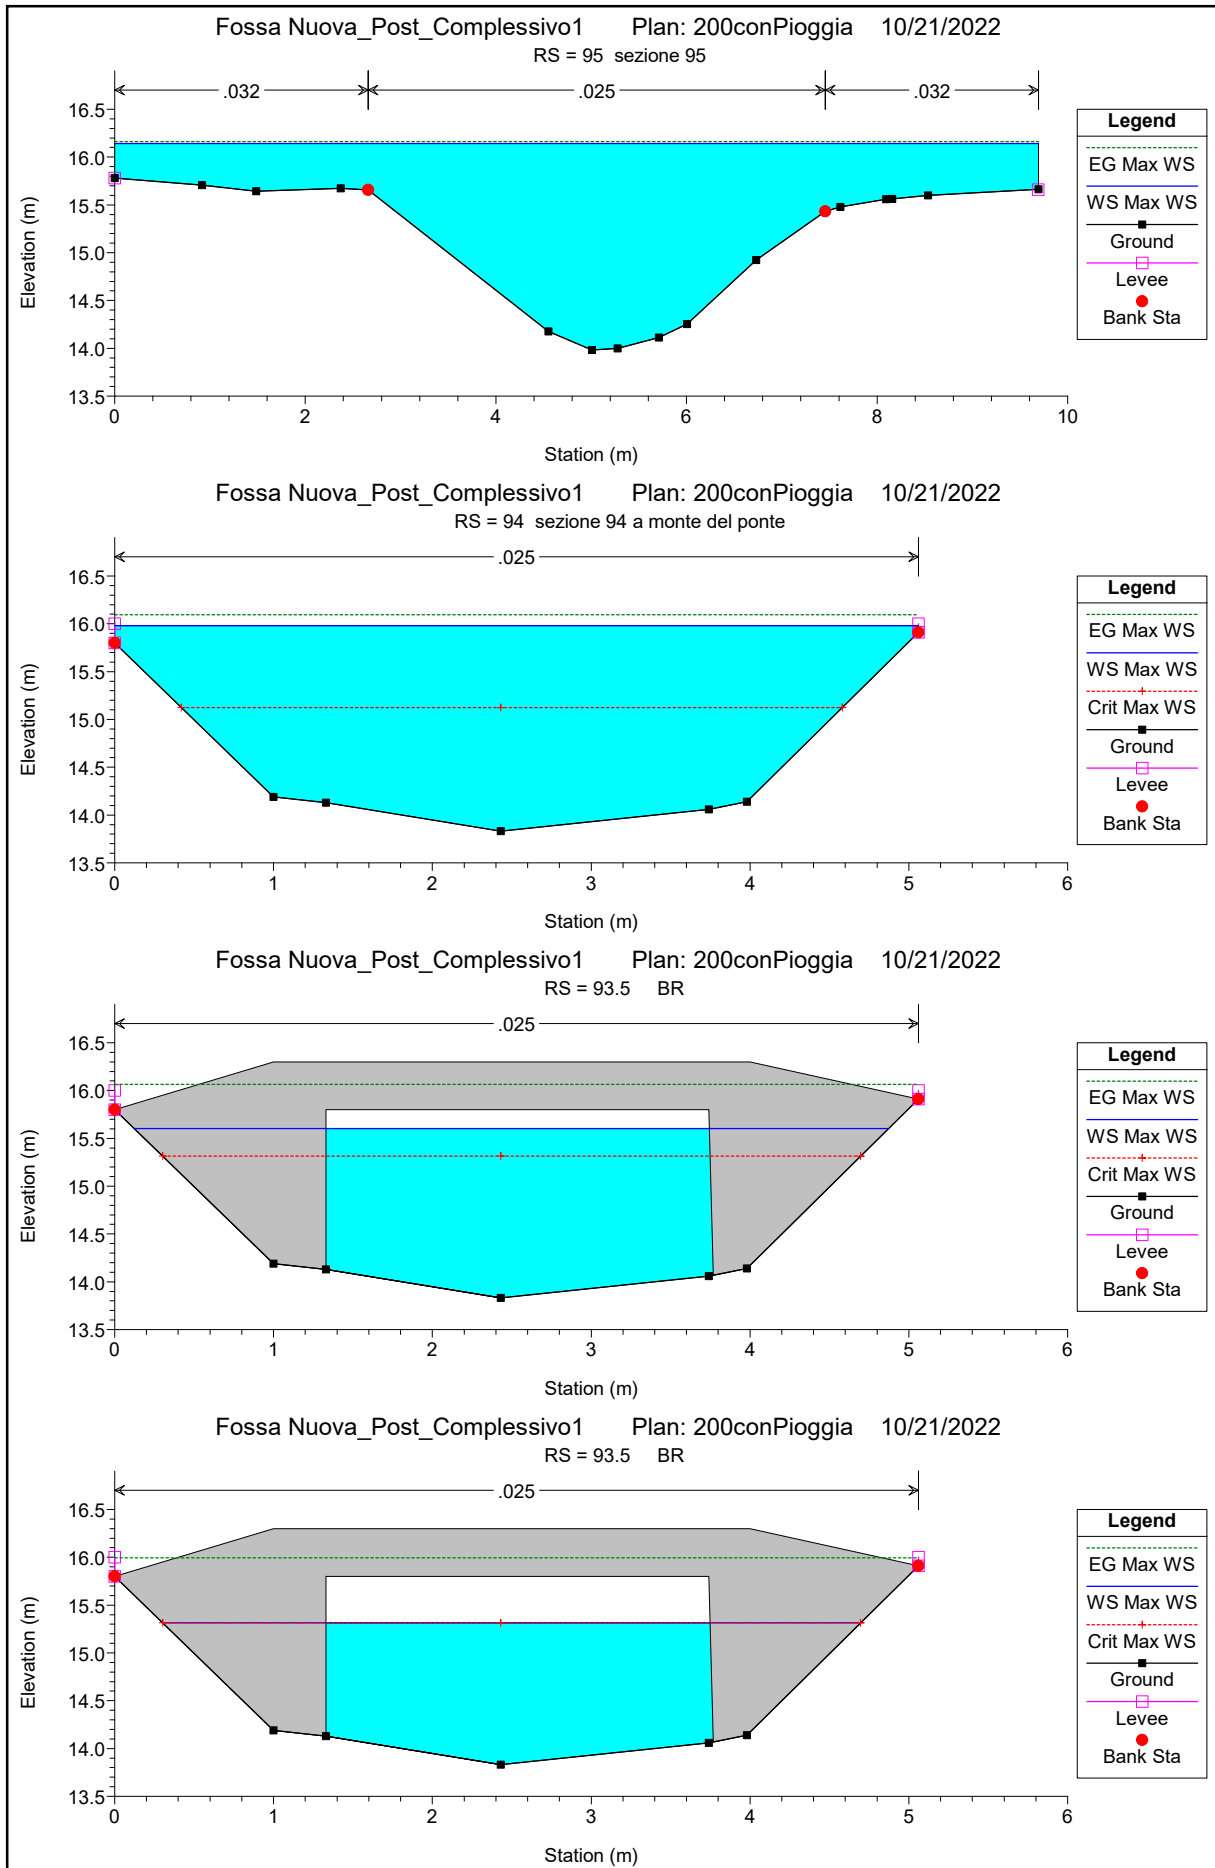 Fossa Nuova_Post_Complessivo1 Plan: 200conPioggia 10/21/2022
RS = 95 sezione 95
.032
.025
.032
16.5
16.0
15.5
15.0
14.5
14.0
13.5
Elevation (m)
0 2 4 6 8 10
Station (m)
Legend
EG Max WS
WS Max WS
Ground
Levee
Bank Sta
Fossa Nuova_Post_Complessivo1 Plan: 200conPioggia 10/21/2022
RS = 94 sezione 94 a monte del ponte
.025
16.5
16.0
15.5
15.0
14.5
14.0
13.5
Elevation (m)
0 1 2 3 4 5 6
Station (m)
Legend
EG Max WS
WS Max WS
Crit Max WS
Ground
Levee
Bank Sta
Fossa Nuova_Post_Complessivo1 Plan: 200conPioggia 10/21/2022
RS = 93.5 BR
.025
16.5
16.0
15.5
15.0
14.5
14.0
13.5
Elevation (m)
0 1 2 3 4 5 6
Station (m)
Legend
EG Max WS
WS Max WS
Crit Max WS
Ground
Levee
Bank Sta
Fossa Nuova_Post_Complessivo1 Plan: 200conPioggia 10/21/2022
RS = 93.5 BR
.025
16.5
16.0
15.5
15.0
14.5
14.0
13.5
Elevation (m)
0 1 2 3 4 5 6
Station (m)
Legend
EG Max WS
WS Max WS
Crit Max WS
Ground
Levee
Bank Sta